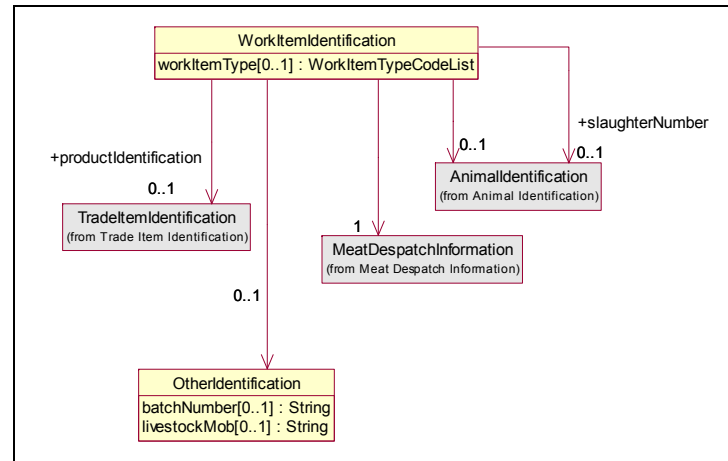 WorkItemIdentification
workItemType[0..1] : WorkItemTypeCodeList
+slaughterNumber
+productIdentification
0..1
0..1
0..1
AnimalIdentification
(from Animal Identification)
TradeItemIdentification
(from Trade Item Identification)
1
MeatDespatchInformation
(from Meat Despatch Information)
0..1
OtherIdentification
batchNumber[0..1] : String
livestockMob[0..1] : String